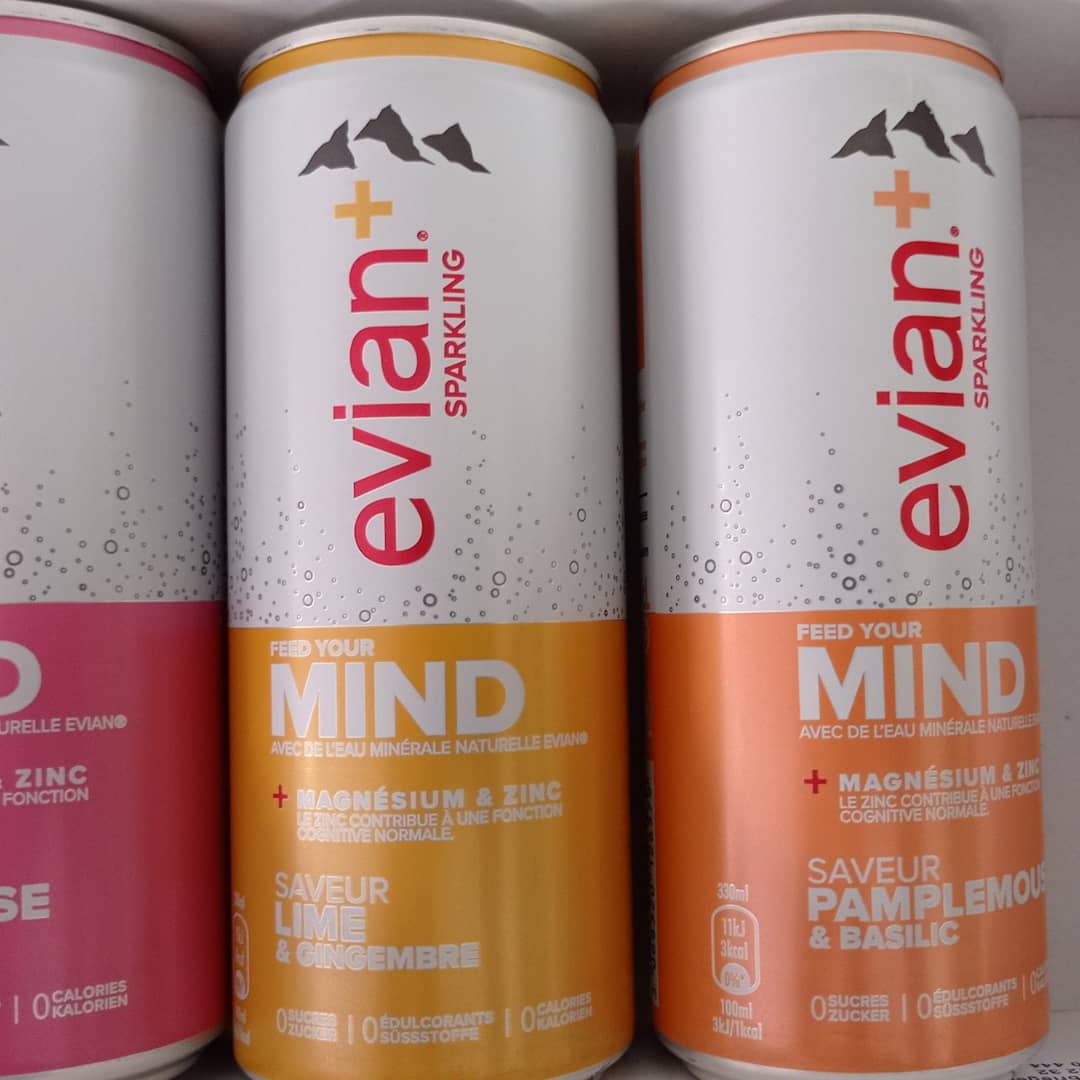 D
URELLE EVIAN®
& ZINC
FONCTION
SE
0 CALORIES
KALORIEN
evian+®
SPARKLING
FEED YOUR
MIND
AVEC DE L'EAU MINÉRALE NATURELLE EVIAN®
+ MAGNÉSIUM & ZINC
LE ZINC CONTRIBUE À UNE FONCTION
COGNITIVE NORMALE.
SAVEUR
LIME
& GINGEMBRE
0 SUCRES ZUCKER | 0 ÉDULCORANTS SÜSSSTOFFE | 0 CALORIES KALORIEN
evian+®
SPARKLING
FEED YOUR
MIND
AVEC DE L'EAU MINÉRALE NATURELLE
+ MAGNÉSIUM & ZINC
LE ZINC CONTRIBUE À UNE FONCTION
COGNITIVE NORMALE.
SAVEUR
PAMPLEMOUS
& BASILIC
330ml
11kJ
3kcal
0%*
100ml
3kJ/1kcal
0 SUCRES ZUCKER | 0 ÉDULCORANTS SÜSSSTOFFE |